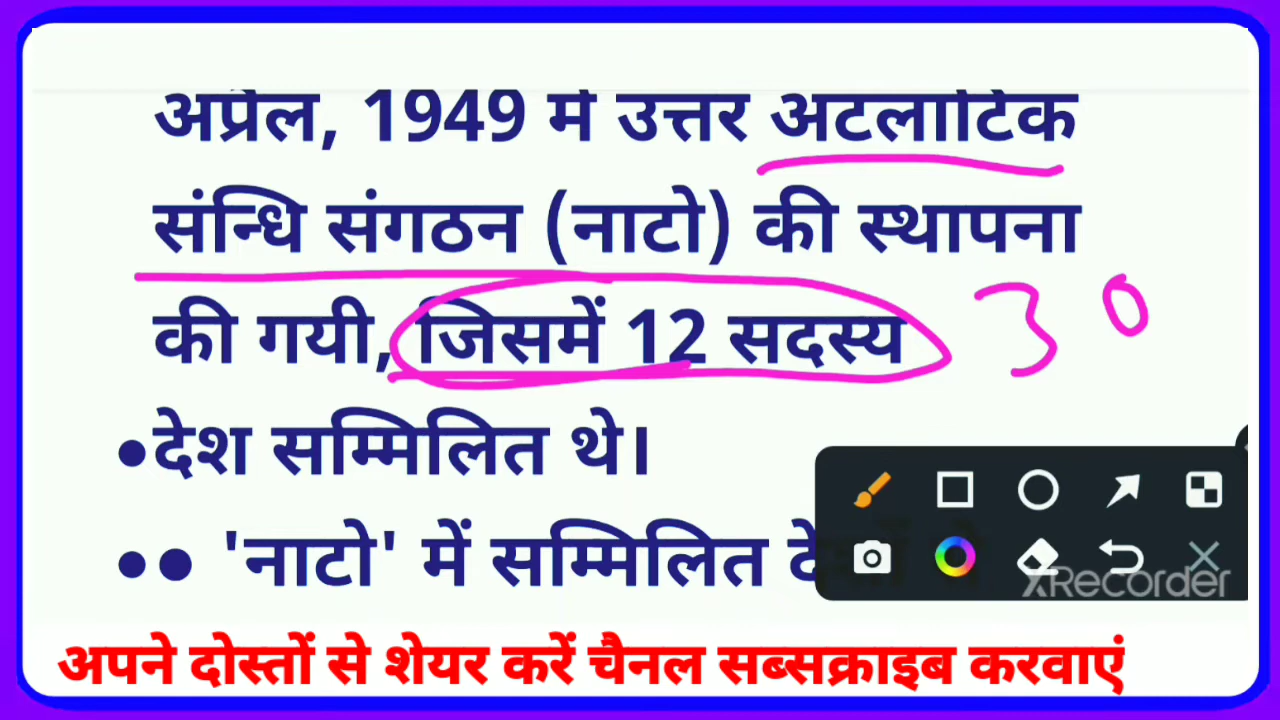 अप्रैल, 1949 में उत्तर अटलांटिक
संन्धि संगठन (नाटो) की स्थापना
की गयी, जिसमें 12 सदस्य
30
•देश सम्मिलित थे।
•• 'नाटो' में सम्मिलित
XRecorder
अपने दोस्तों से शेयर करें चैनल सब्सक्राइब करवाएं